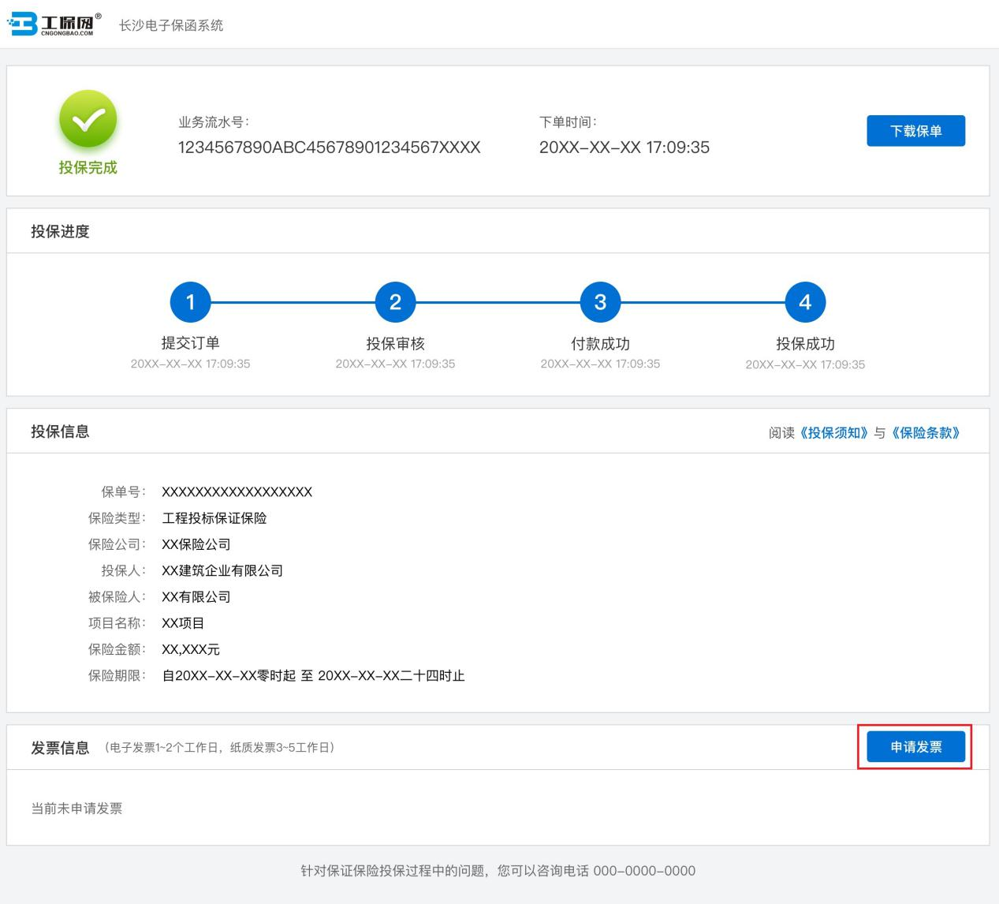 工保网®
CNGONGBAO.COM
长沙电子保函系统
投保完成
业务流水号：
1234567890ABC45678901234567XXXX
下单时间：
20XX-XX-XX 17:09:35
下载保单
投保进度
1 2 3 4
提交订单 投保审核 付款成功 投保成功
20XX-XX-XX 17:09:35 20XX-XX-XX 17:09:35 20XX-XX-XX 17:09:35 20XX-XX-XX 17:09:35
投保信息 阅读《投保须知》与《保险条款》
保单号： XXXXXXXXXXXXXXXXXX
保险类型： 工程投标保证保险
保险公司： XX保险公司
投保人： XX建筑企业有限公司
被保险人： XX有限公司
项目名称： XX项目
保险金额： XX,XXX元
保险期限： 自20XX-XX-XX零时起 至 20XX-XX-XX二十四时止
发票信息 （电子发票1~2个工作日，纸质发票3~5工作日） 申请发票
当前未申请发票
针对保证保险投保过程中的问题，您可以咨询电话 000-0000-0000